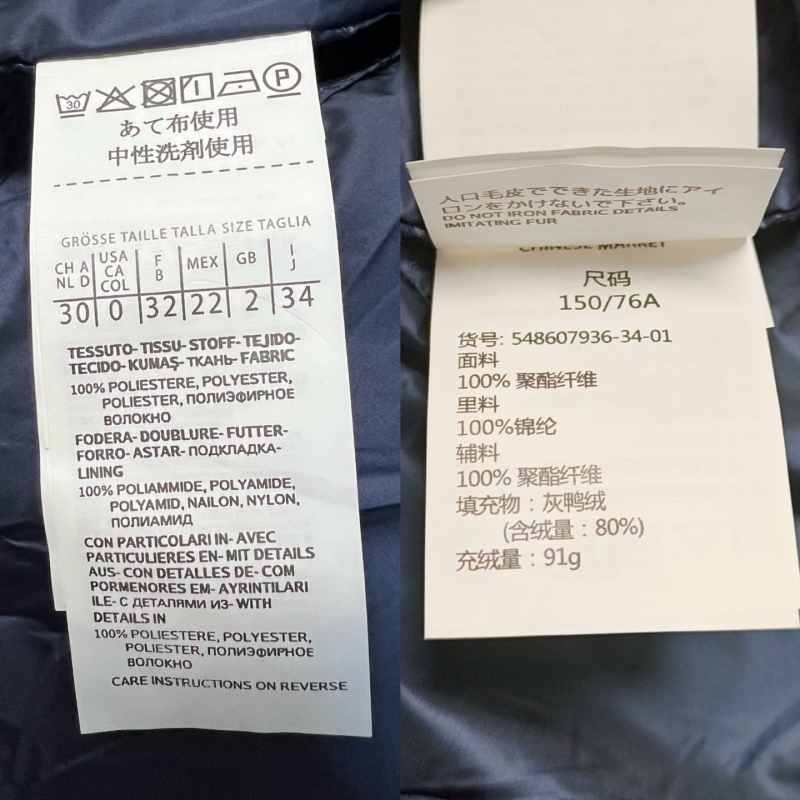 30 P
あて布使用
中性洗剤使用
GRÖSSE TAILLE TALLA SIZE TAGLIA
CH A NL D USA CA COL F B MEX GB I J
30 0 32 22 2 34
TESSUTO- TISSU- STOFF- TEJIDO-
TECIDO- KUMAŞ- ТКАНЬ- FABRIC
100% POLIESTERE, POLYESTER,
POLIESTER, ПОЛИЭФИРНОЕ
ВОЛОКНО
FODERA- DOUBLURE- FUTTER-
FORRO- ASTAR- ПОДКЛАДКА-
LINING
100% POLIAMMIDE, POLYAMIDE,
POLYAMID, NAILON, NYLON,
ПОЛИАМИД
CON PARTICOLARI IN- AVEC
PARTICULIERES EN- MIT DETAILS
AUS- CON DETALLES DE- COM
PORMENORES EM- AYRINTILARI
ILE- С ДЕТАЛЯМИ ИЗ- WITH
DETAILS IN
100% POLIESTERE, POLYESTER,
POLIESTER, ПОЛИЭФИРНОЕ
ВОЛОКНО
CARE INSTRUCTIONS ON REVERSE
人口毛皮でできた生地にアイ
ロンをかけないで下さい。
DO NOT IRON FABRIC DETAILS
IMITATING FUR
CHINESE MARKET
尺码
150/76A
货号: 548607936-34-01
面料
100% 聚酯纤维
里料
100%锦纶
辅料
100% 聚酯纤维
填充物：灰鸭绒
(含绒量：80%)
充绒量：91g